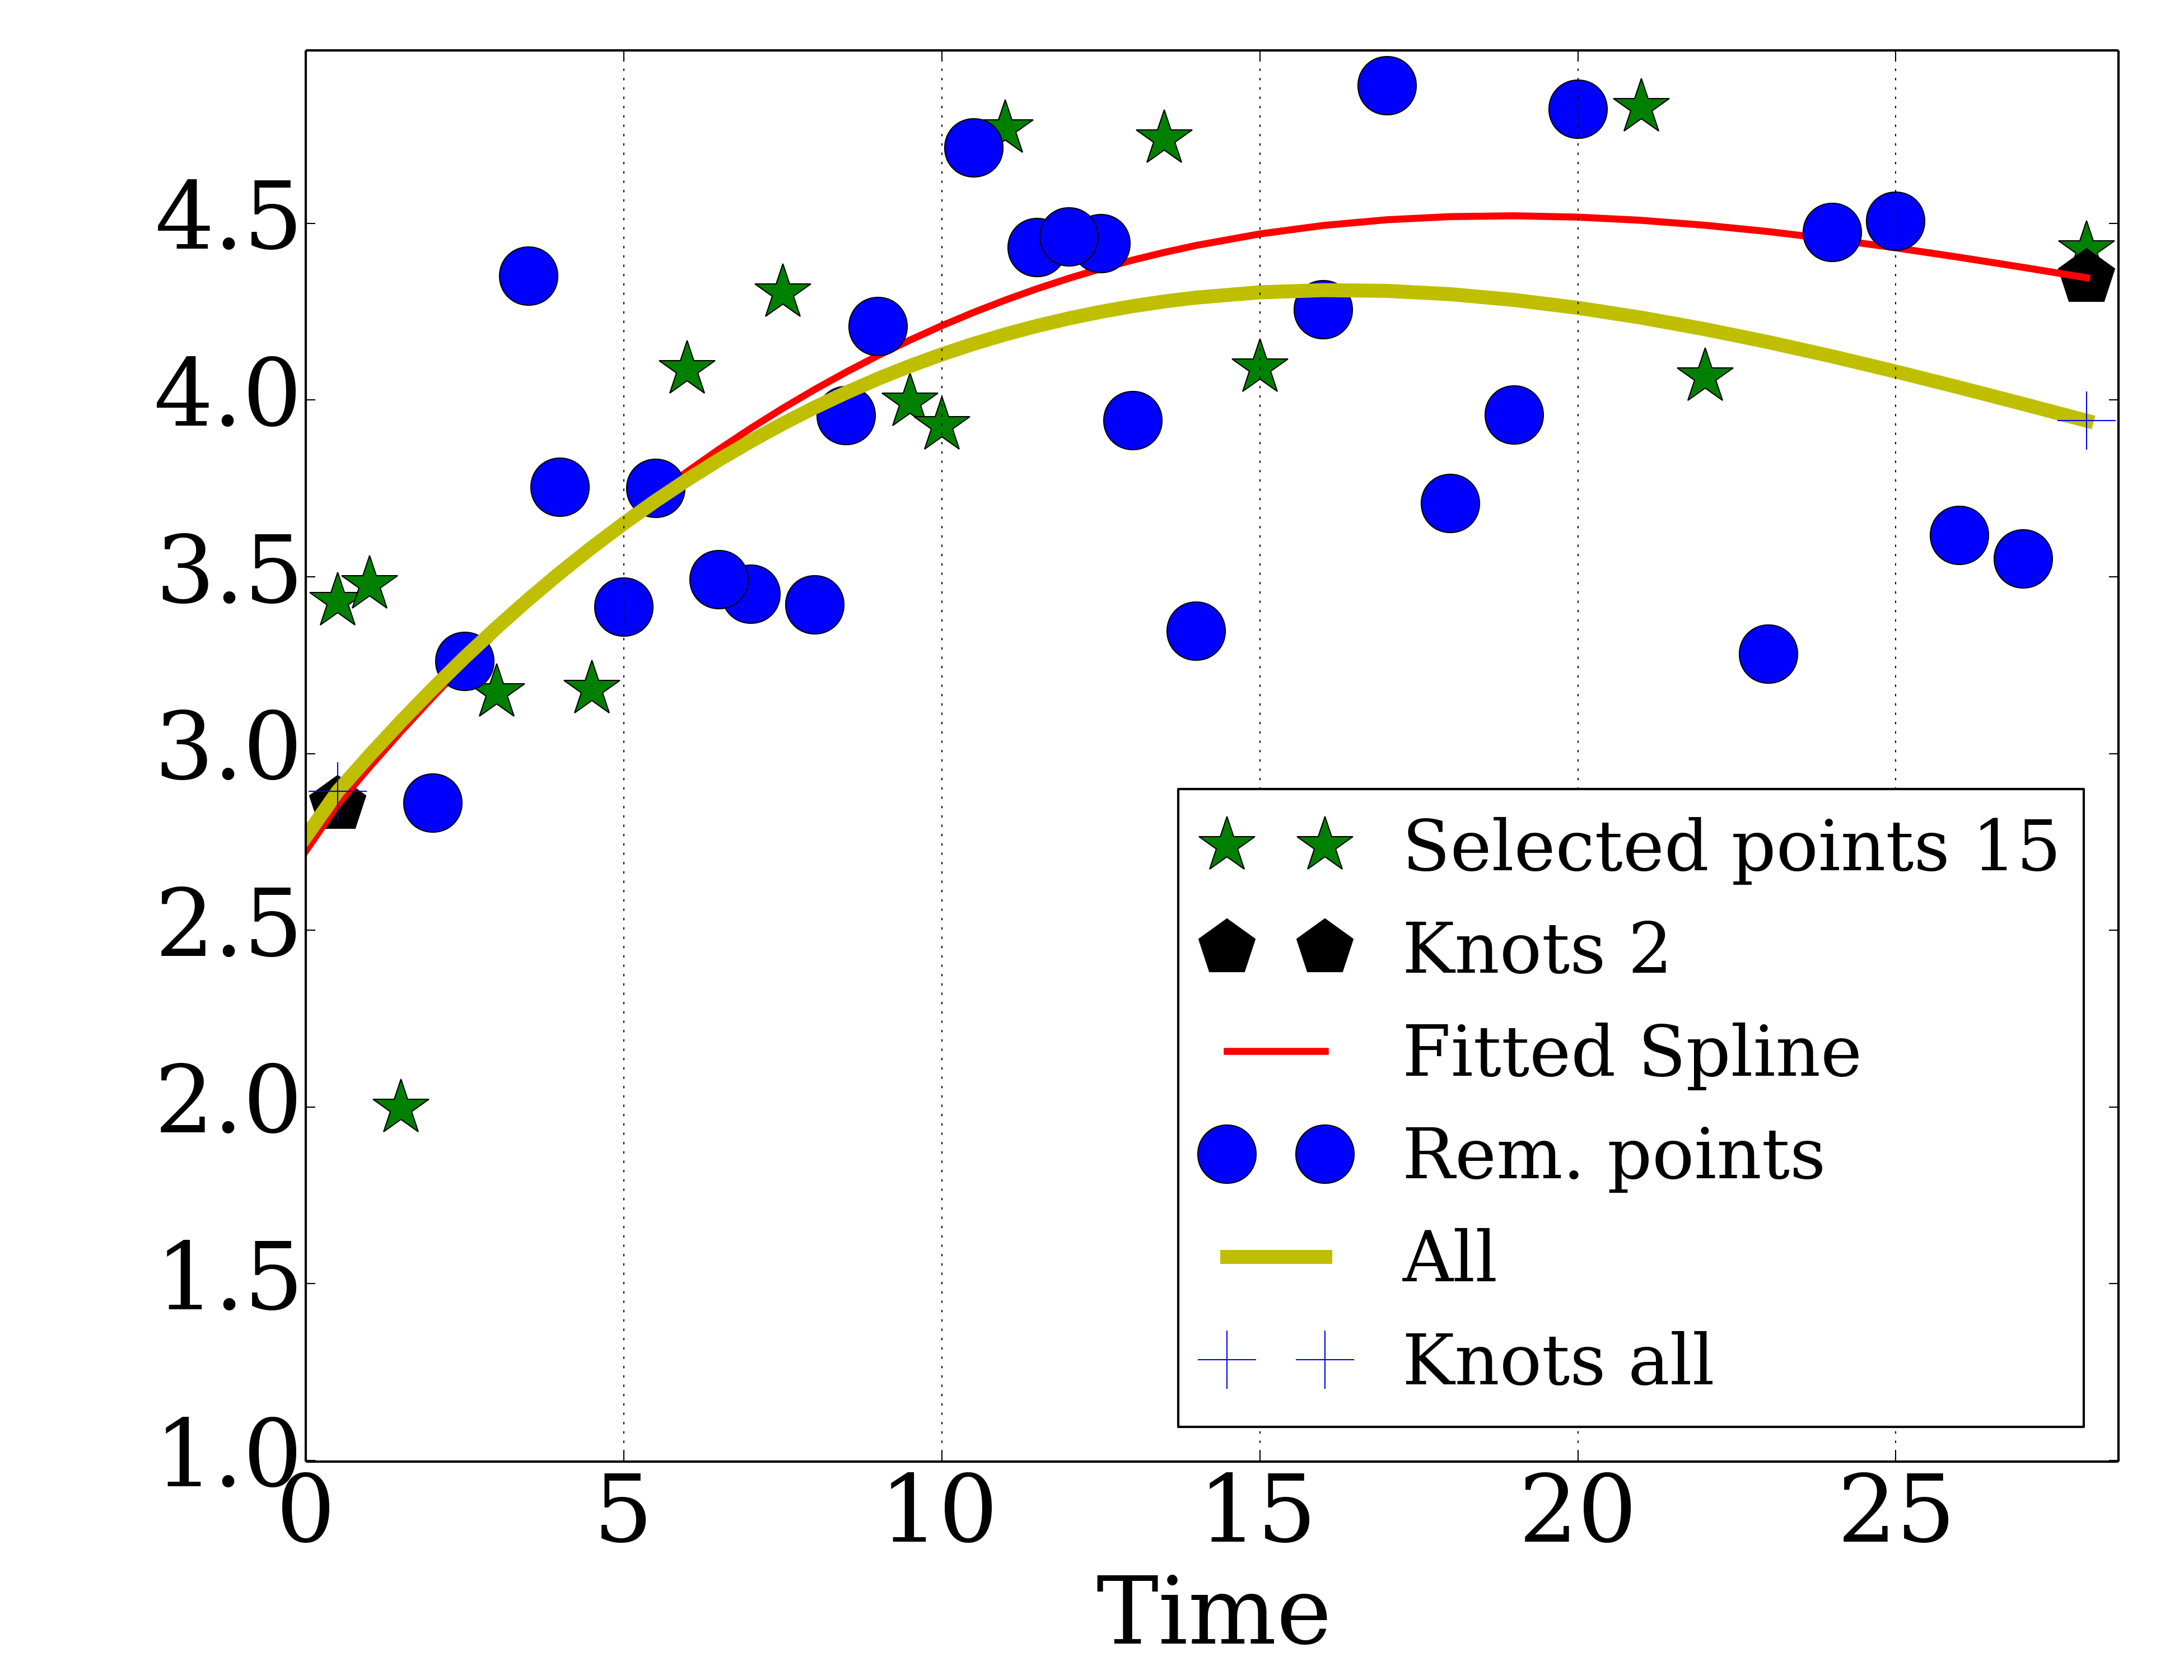 4.5
4.0
3.5
3.0
2.5
2.0
1.5
1.0
Selected points 15
Knots 2
Fitted Spline
Rem. points
All
Knots all
0 5 10 15 20 25
Time